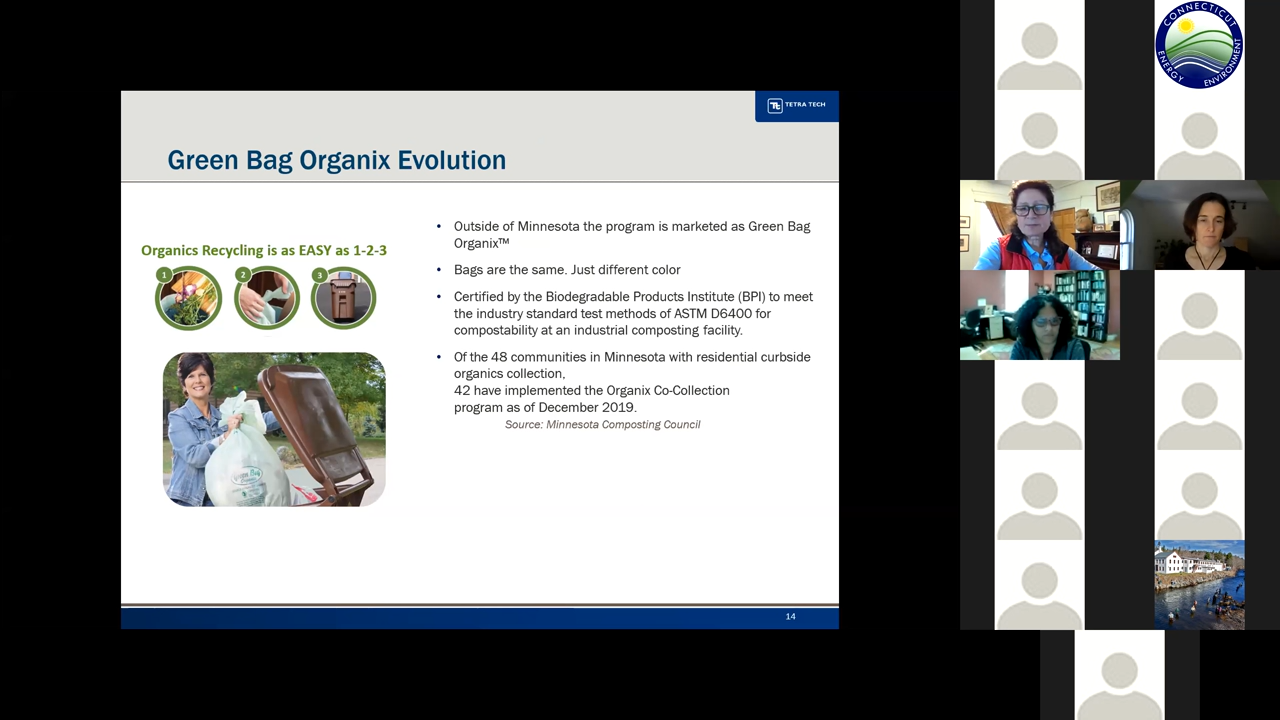 TETRA TECH
Green Bag Organix Evolution
Organics Recycling is as EASY as 1-2-3
1 2 3
• Outside of Minnesota the program is marketed as Green Bag
Organix™
• Bags are the same. Just different color
• Certified by the Biodegradable Products Institute (BPI) to meet
the industry standard test methods of ASTM D6400 for
compostability at an industrial composting facility.
• Of the 48 communities in Minnesota with residential curbside
organics collection,
42 have implemented the Organix Co-Collection
program as of December 2019.
Source: Minnesota Composting Council
14
CONNECTICUT
ENERGY ENVIRONMENT